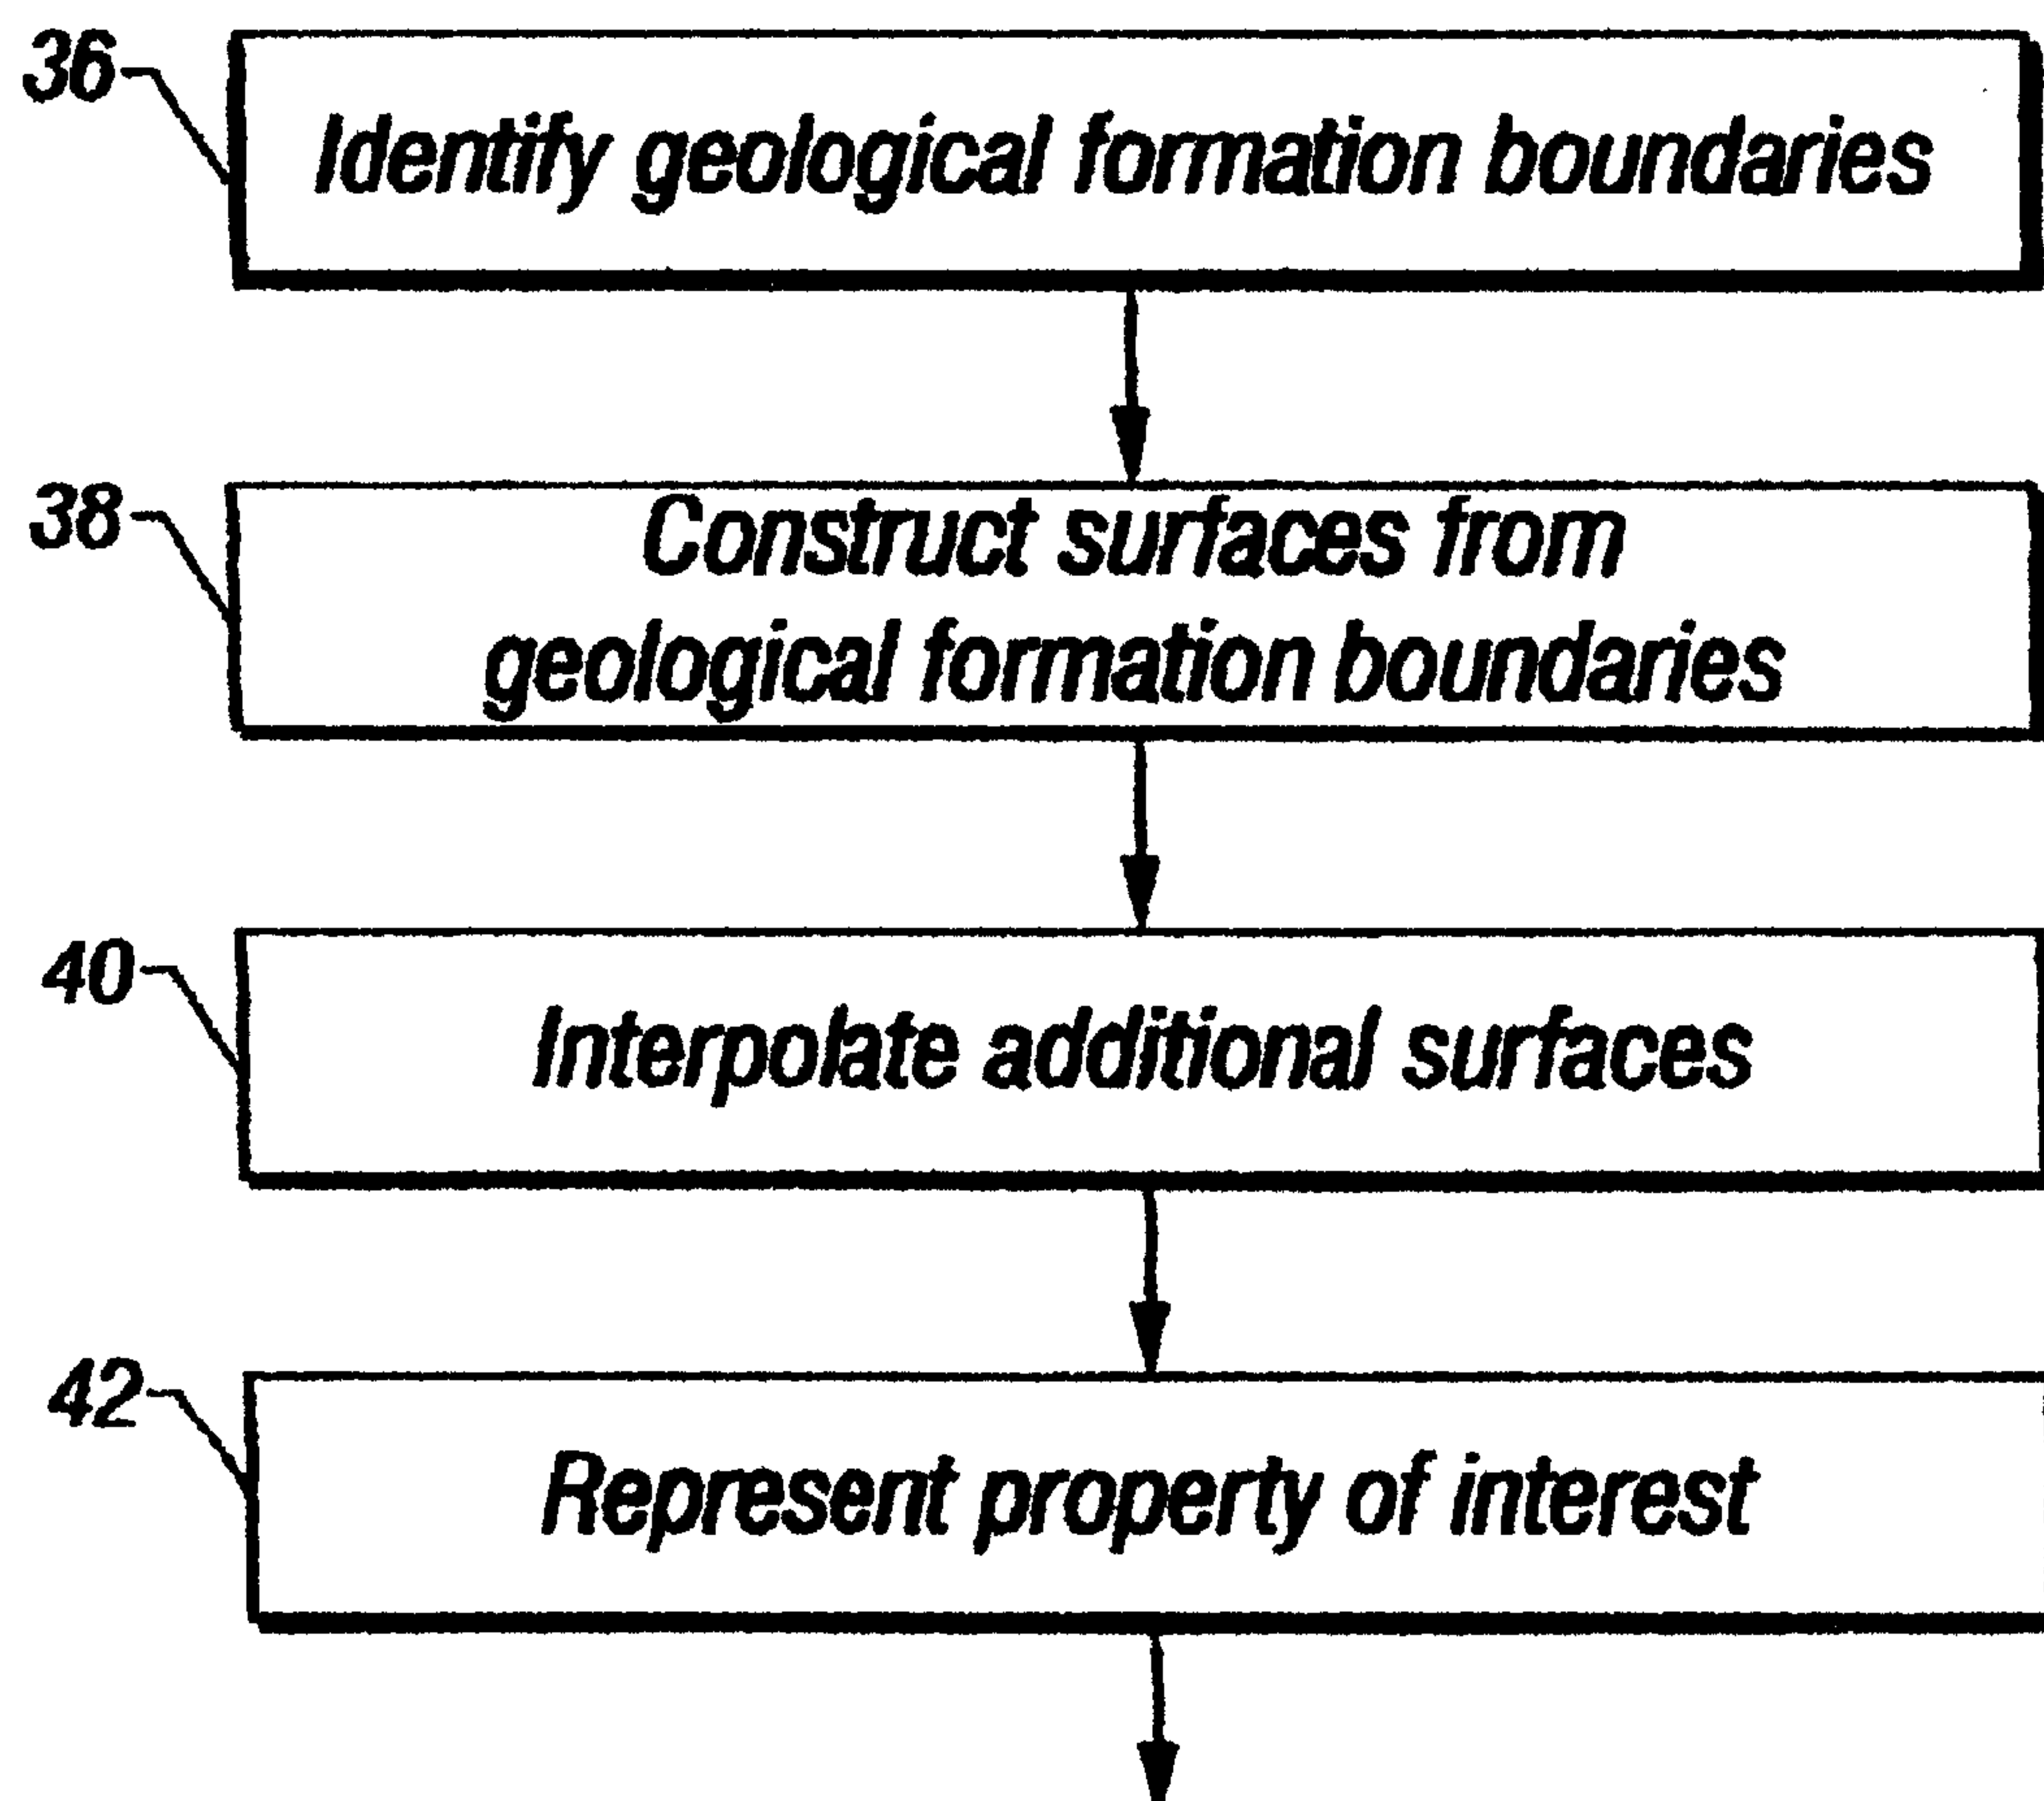 36
Identify geological formation boundaries
38
Construct surfaces from
geological formation boundaries
40
Interpolate additional surfaces
42
Represent property of interest